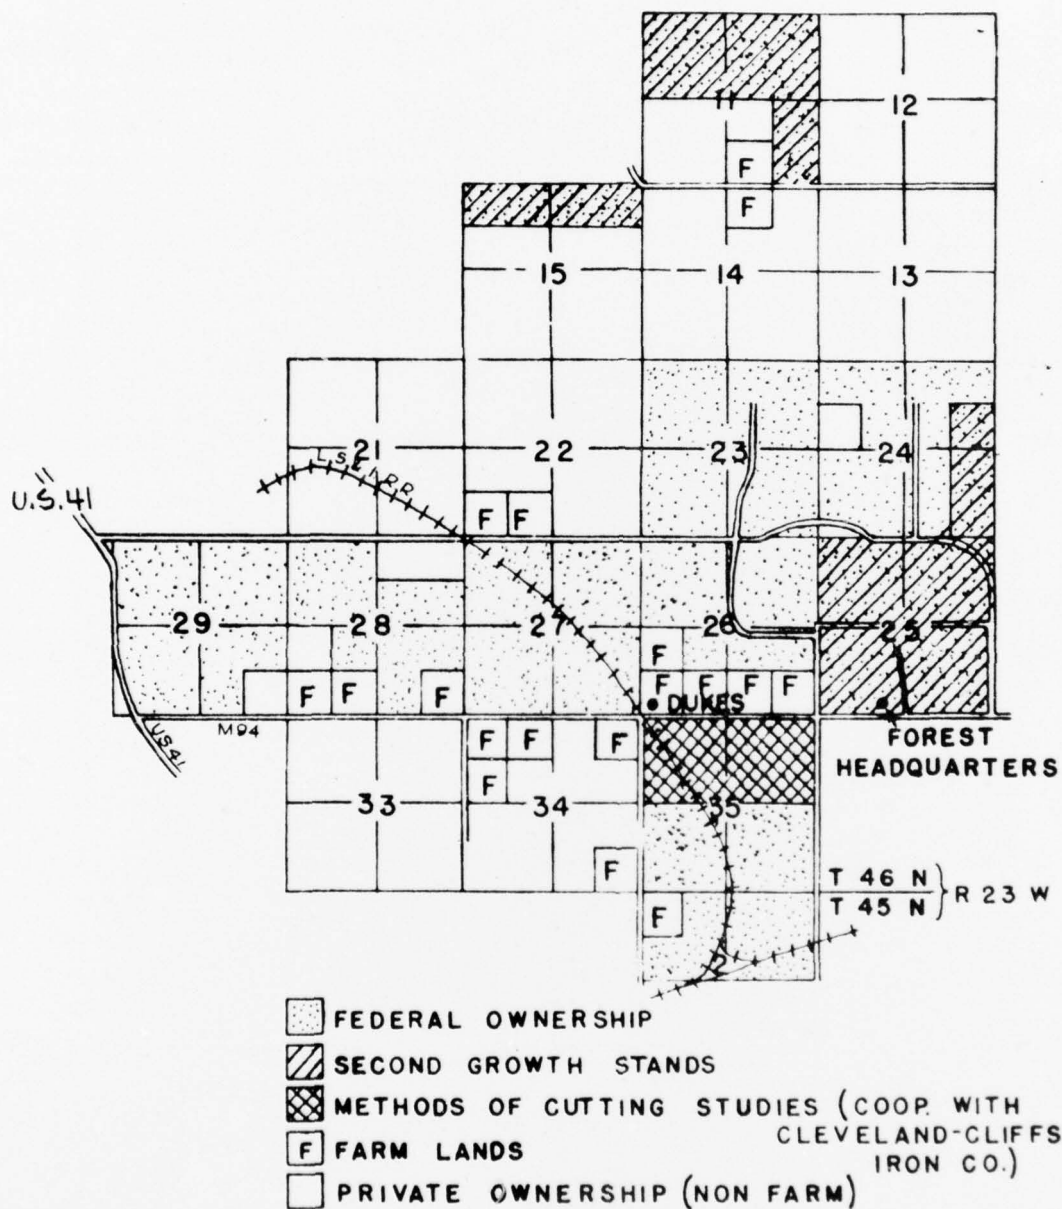 11
12
F
F
15
14
13
21
22
23
24
L.S.& I. R R
U.S. 41
F F
29
28
27
26
25
F
F F F F F F F
DUKES
M94
US41
F F F
F
FOREST
HEADQUARTERS
33
34
35
F
T 46 N
T 45 N
R 23 W
F
2
FEDERAL OWNERSHIP
SECOND GROWTH STANDS
METHODS OF CUTTING STUDIES (COOP. WITH
CLEVELAND-CLIFFS
IRON CO.)
F FARM LANDS
PRIVATE OWNERSHIP (NON FARM)